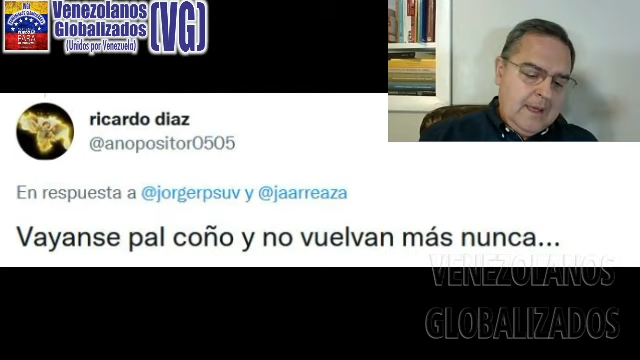 Venezolanos
Globalizados
(Unidos por Venezuela)
(VG)
ricardo diaz
@anopositor0505
En respuesta a @jorgerpsuv y @jaarreaza
Vayanse pal coño y no vuelvan más nunca...
VENEZOLANOS
GLOBALIZADOS